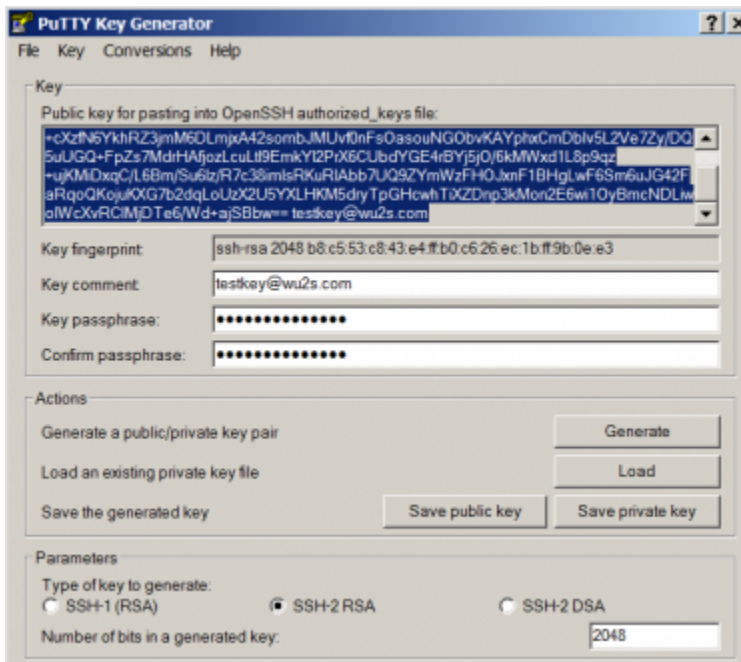 PuTTY Key Generator
File Key Conversions Help
Key
Public key for pasting into OpenSSH authorized_keys file:
+cXzfN6YkhRZ3jmM6DLmjxA42sombJMUvf0nFsOasouNGObvKAYphxCmDblv5L2Ve7Zy/DQ
5uUGQ+FpZs7MdrHAfjozLcuLtl9EmkYI2PrX6CUbdYGE4rBYj5jO/6kMWxd1L8p9qz
+ujKMiDxqC/L6Bm/Su6lz/R7c38imlsRKuRIAbb7UQ9ZYmWzFHOJxnF1BHgLwF6Sm6uJG42F
aRqoQKojuKXG7b2dqLoUzX2U5YXLHKM5dryTpGHcwhTiXZDnp3kMon2E6wi1OyBmcNDLiw
oIWcXvRCIMjDTe6/Wd+ajSBbw== testkey@wu2s.com
Key fingerprint: ssh-rsa 2048 b8:c5:53:c8:43:e4:ff:b0:c6:26:ec:1b:ff:9b:0e:e3
Key comment: testkey@wu2s.com
Key passphrase: ••••••••••••••
Confirm passphrase: ••••••••••••••
Actions
Generate a public/private key pair Generate
Load an existing private key file Load
Save the generated key Save public key Save private key
Parameters
Type of key to generate:
SSH-1 (RSA) SSH-2 RSA SSH-2 DSA
Number of bits in a generated key: 2048